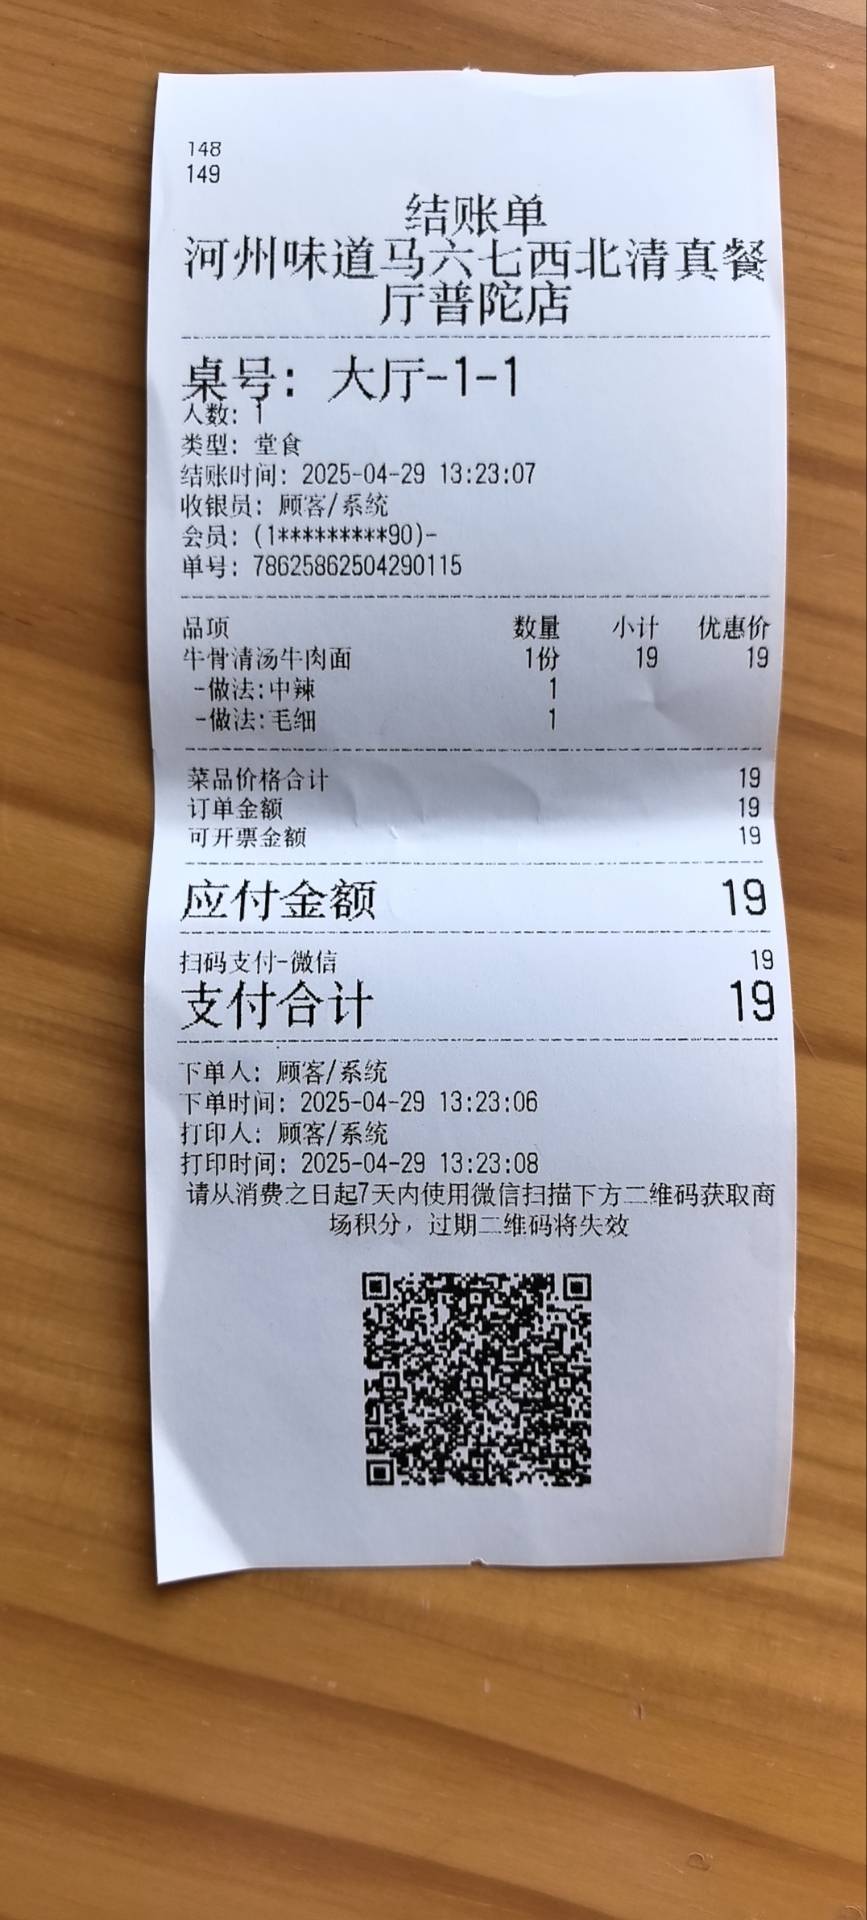 148
149
结账单
河州味道马六七西北清真餐
厅普陀店
桌号: 大厅-1-1
人数: 1
类型: 堂食
结账时间: 2025-04-29 13:23:07
收银员: 顾客/系统
会员: (1*********90)-
单号: 78625862504290115
品项 数量 小计 优惠价
牛骨清汤牛肉面 1份 19 19
-做法:中辣 1
-做法:毛细 1
菜品价格合计 19
订单金额 19
可开票金额 19
应付金额 19
扫码支付-微信 19
支付合计 19
下单人: 顾客/系统
下单时间: 2025-04-29 13:23:06
打印人: 顾客/系统
打印时间: 2025-04-29 13:23:08
请从消费之日起7天内使用微信扫描下方二维码获取商
场积分，过期二维码将失效